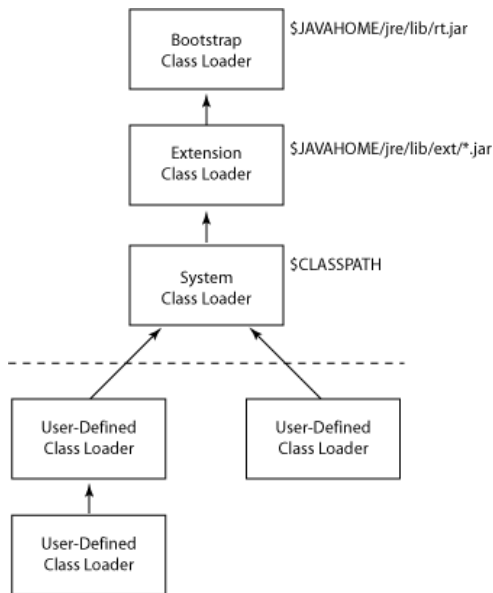 Bootstrap
Class Loader
$JAVAHOME/jre/lib/rt.jar
Extension
Class Loader
$JAVAHOME/jre/lib/ext/*.jar
System
Class Loader
$CLASSPATH
User-Defined
Class Loader
User-Defined
Class Loader
User-Defined
Class Loader